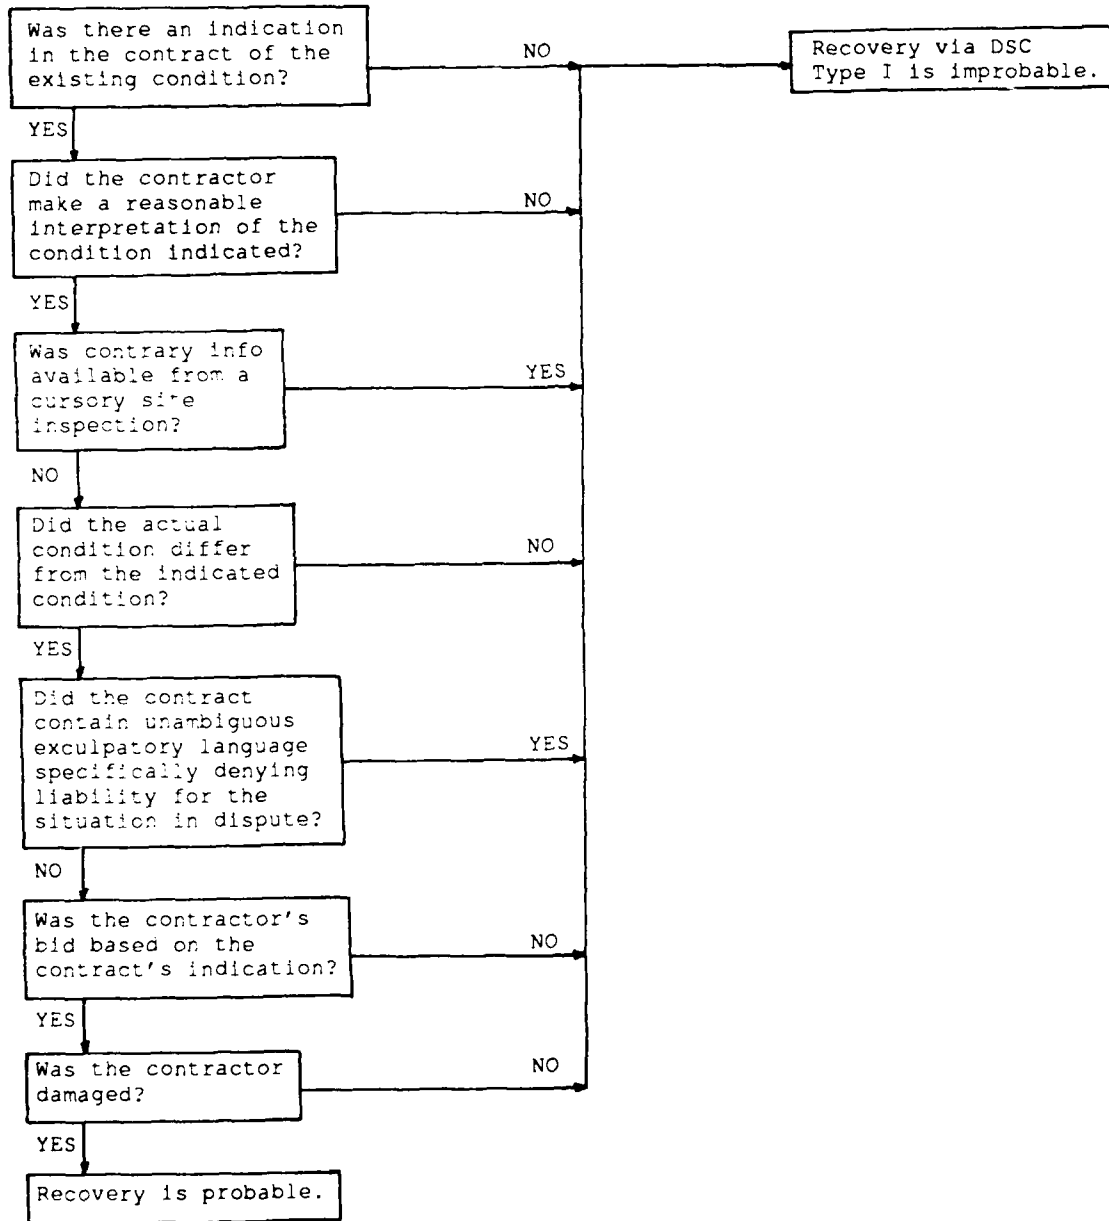 Was there an indication
in the contract of the
existing condition?
NO
Recovery via DSC
Type I is improbable.
YES
Did the contractor
make a reasonable
interpretation of the
condition indicated?
NO
YES
Was contrary info
available from a
cursory site
inspection?
YES
NO
Did the actual
condition differ
from the indicated
condition?
NO
YES
Did the contract
contain unambiguous
exculpatory language
specifically denying
liability for the
situation in dispute?
YES
NO
Was the contractor's
bid based on the
contract's indication?
NO
YES
Was the contractor
damaged?
NO
YES
Recovery is probable.